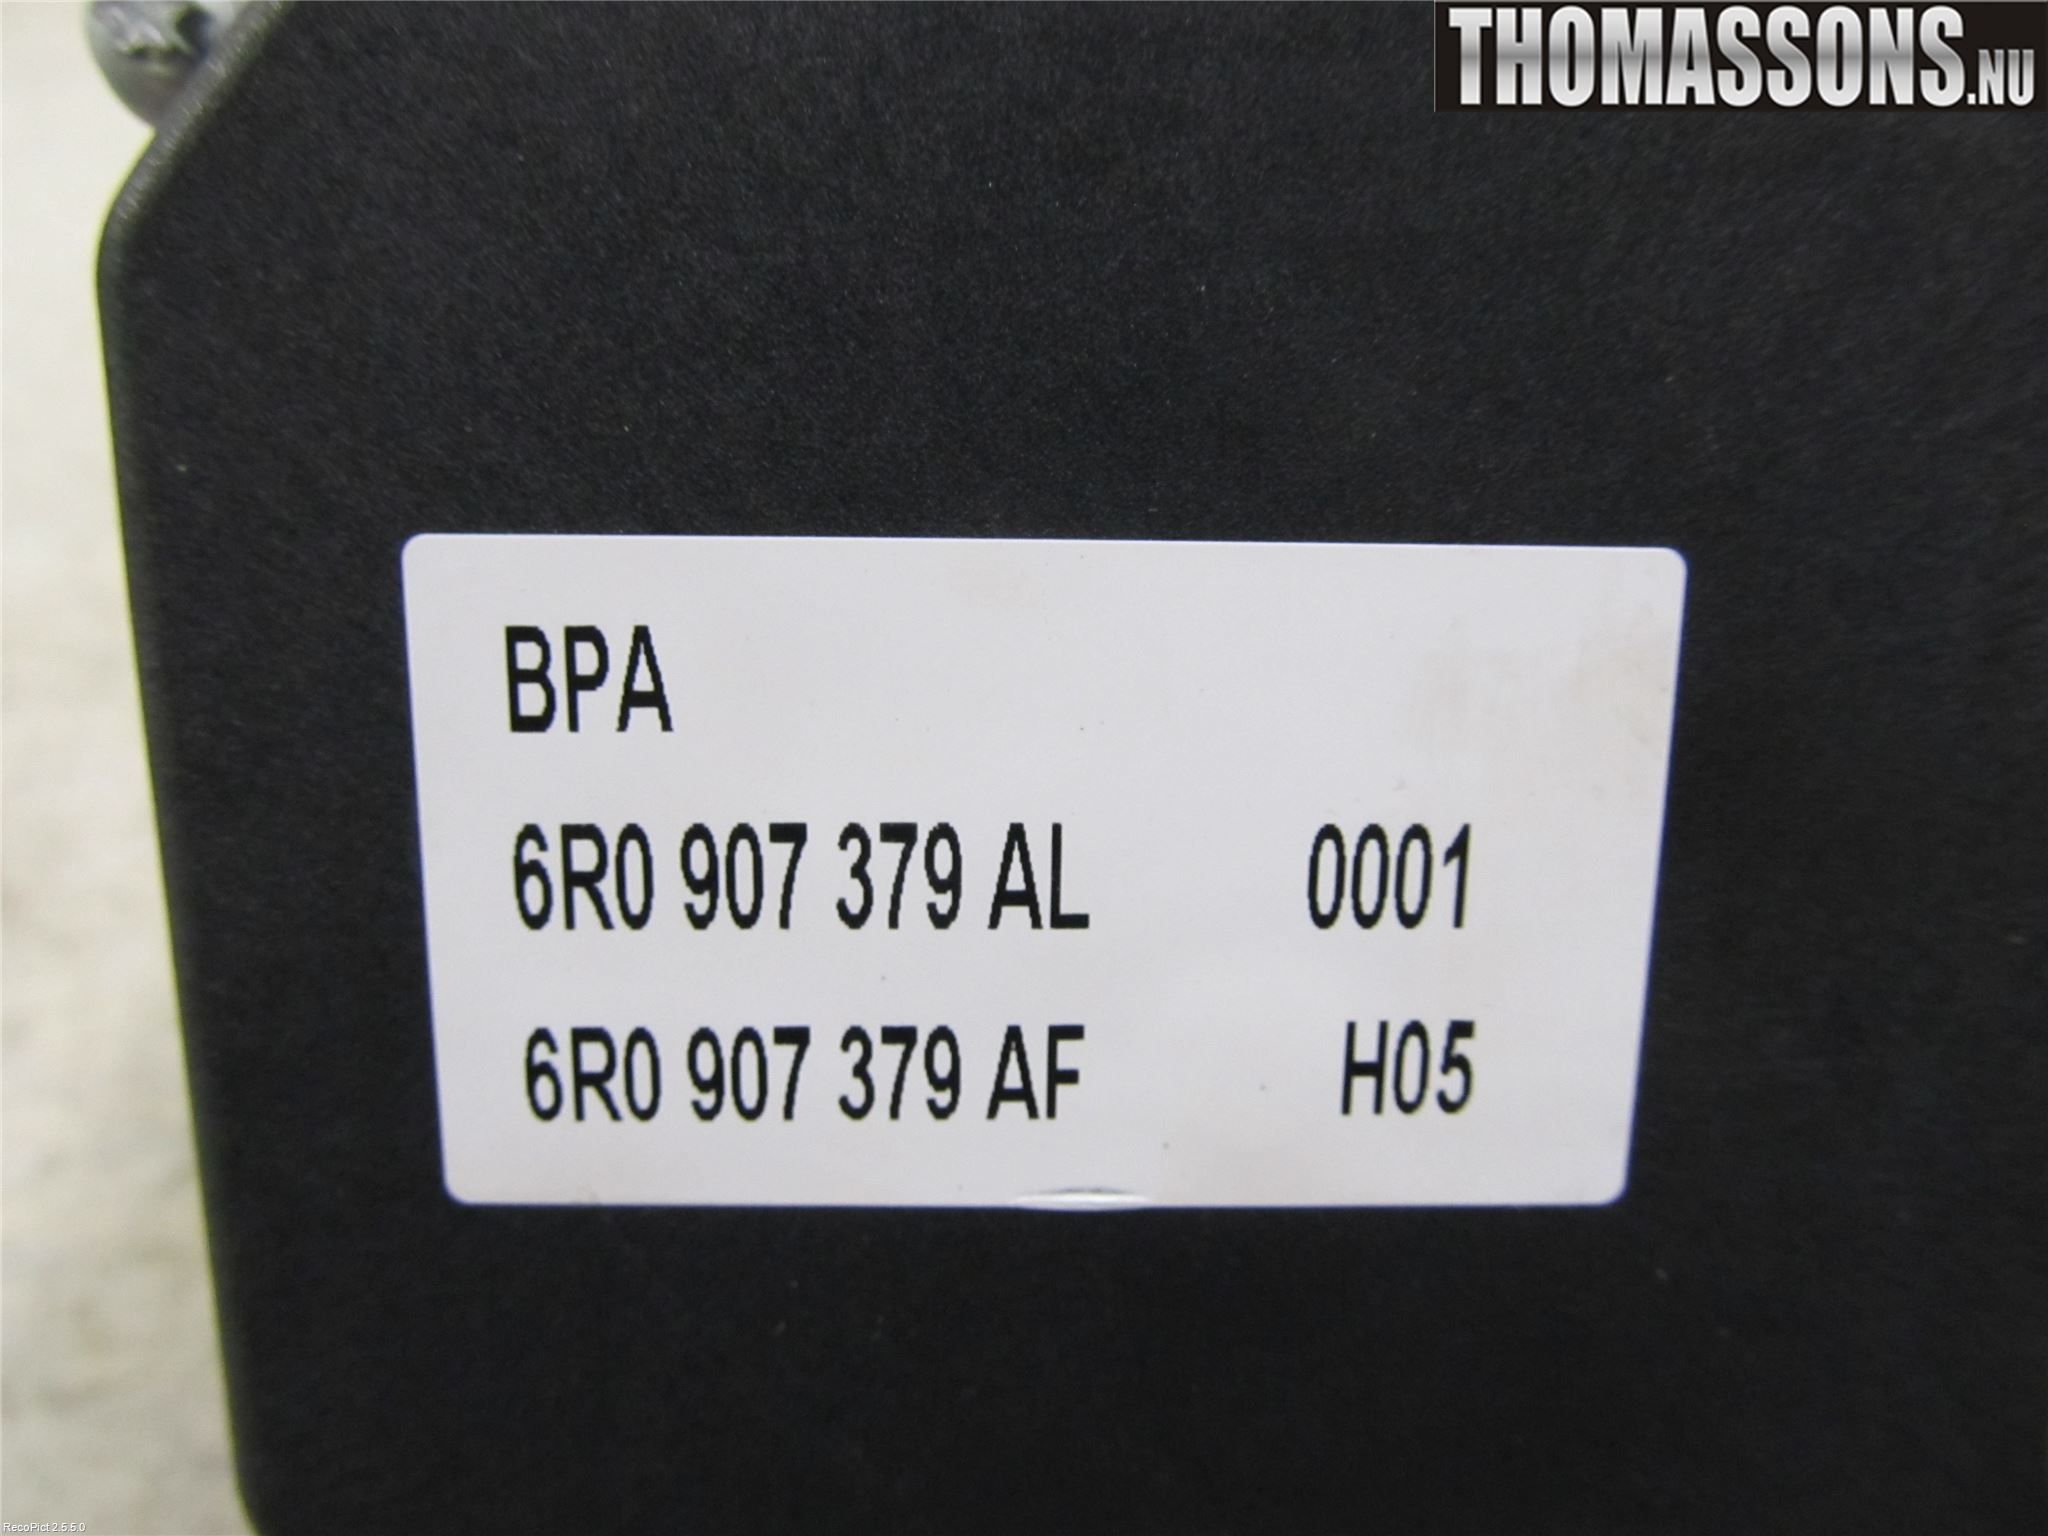 THOMASSONS.NU
BPA
6R0 907 379 AL 0001
6R0 907 379 AF H05
RecoPict 2.5.5.0